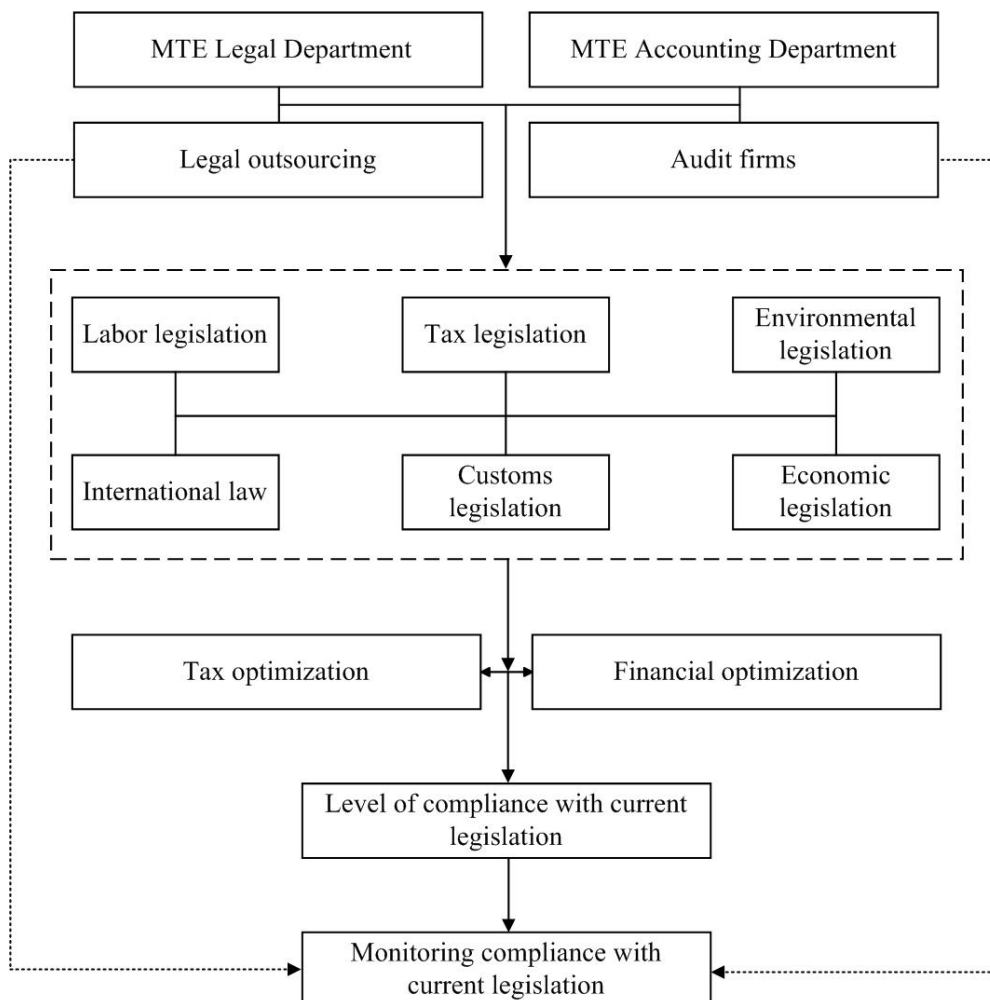 MTE Legal Department
MTE Accounting Department
Legal outsourcing
Audit firms
Labor legislation
Tax legislation
Environmental
legislation
International law
Customs
legislation
Economic
legislation
Tax optimization
Financial optimization
Level of compliance with current
legislation
Monitoring compliance with
current legislation